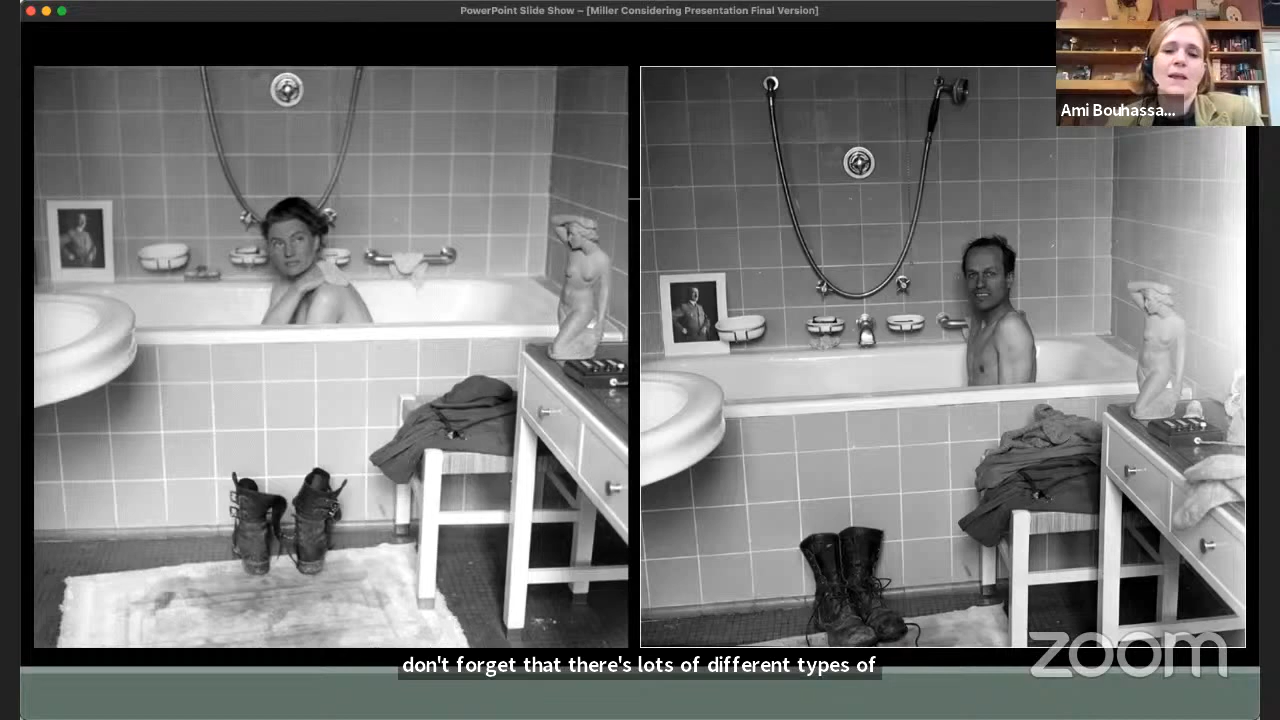 PowerPoint Slide Show – [Miller Considering Presentation Final Version]
Ami Bouhassa...
don't forget that there's lots of different types of
zoom